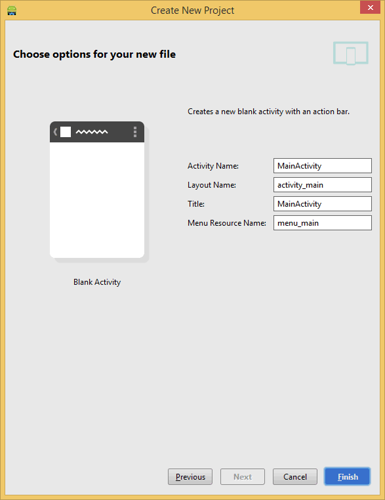 Create New Project
Choose options for your new file
Creates a new blank activity with an action bar.
Activity Name: MainActivity
Layout Name: activity_main
Title: MainActivity
Menu Resource Name: menu_main
Blank Activity
Previous Next Cancel Finish